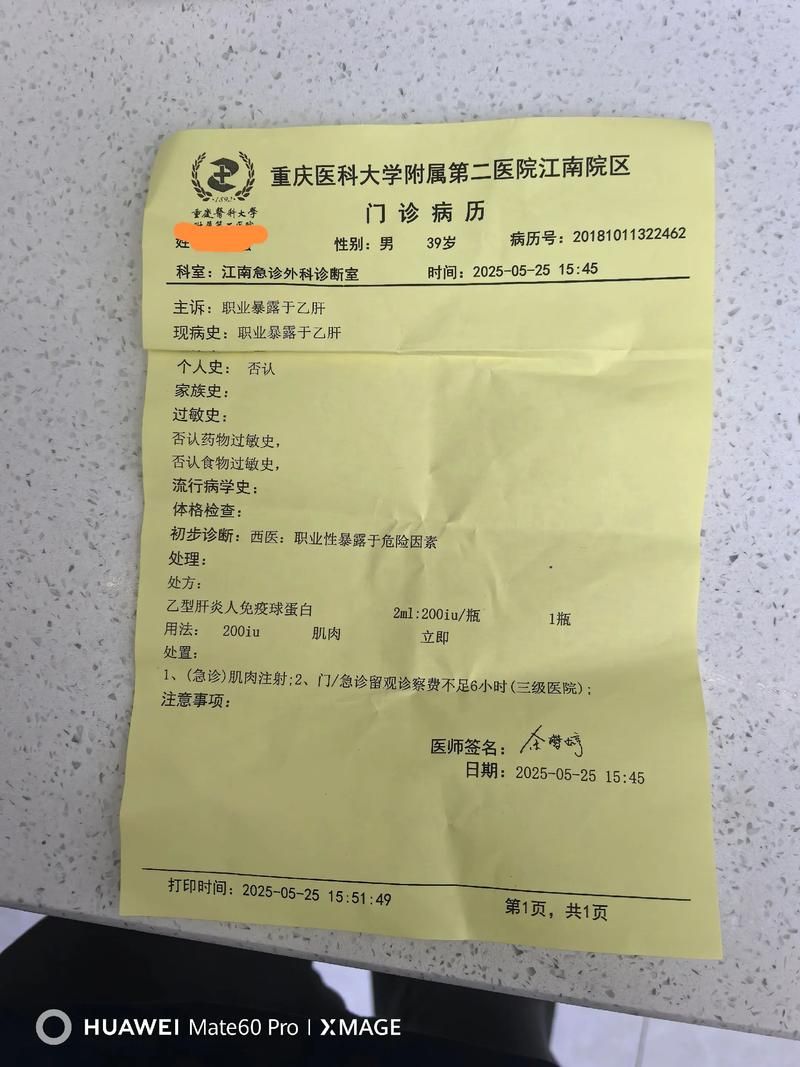 重庆医科大学附属第二医院江南院区
·1892·
重庆医科大学
门诊病历
姓
性别：男 39岁 病历号：20181011322462
科室：江南急诊外科诊断室 时间：2025-05-25 15:45
主诉：职业暴露于乙肝
现病史：职业暴露于乙肝
个人史： 否认
家族史：
过敏史：
否认药物过敏史，
否认食物过敏史，
流行病学史：
体格检查：
初步诊断：西医：职业性暴露于危险因素
处理：
处方：
乙型肝炎人免疫球蛋白 2ml:200iu/瓶 1瓶
用法： 200iu 肌肉 立即
处置：
1、(急诊)肌肉注射;2、门/急诊留观诊察费不足6小时(三级医院);
注意事项：
医师签名：
日期：2025-05-25 15:45
打印时间：2025-05-25 15:51:49
第1页，共1页
HUAWEI Mate60 Pro | XMAGE